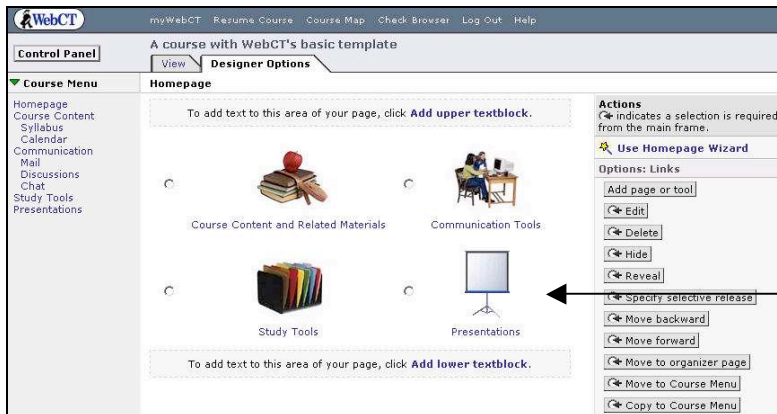 WebCT
myWebCT Resume Course Course Map Check Browser Log Out Help
Control Panel
A course with WebCT's basic template
View Designer Options
Course Menu
Homepage
Homepage
Course Content
Syllabus
Calendar
Communication
Mail
Discussions
Chat
Study Tools
Presentations
To add text to this area of your page, click Add upper textblock.
Course Content and Related Materials
Communication Tools
Study Tools
Presentations
To add text to this area of your page, click Add lower textblock.
Actions
indicates a selection is required
from the main frame.
Use Homepage Wizard
Options: Links
Add page or tool
Edit
Delete
Hide
Reveal
Specify selective release
Move backward
Move forward
Move to organizer page
Move to Course Menu
Copy to Course Menu